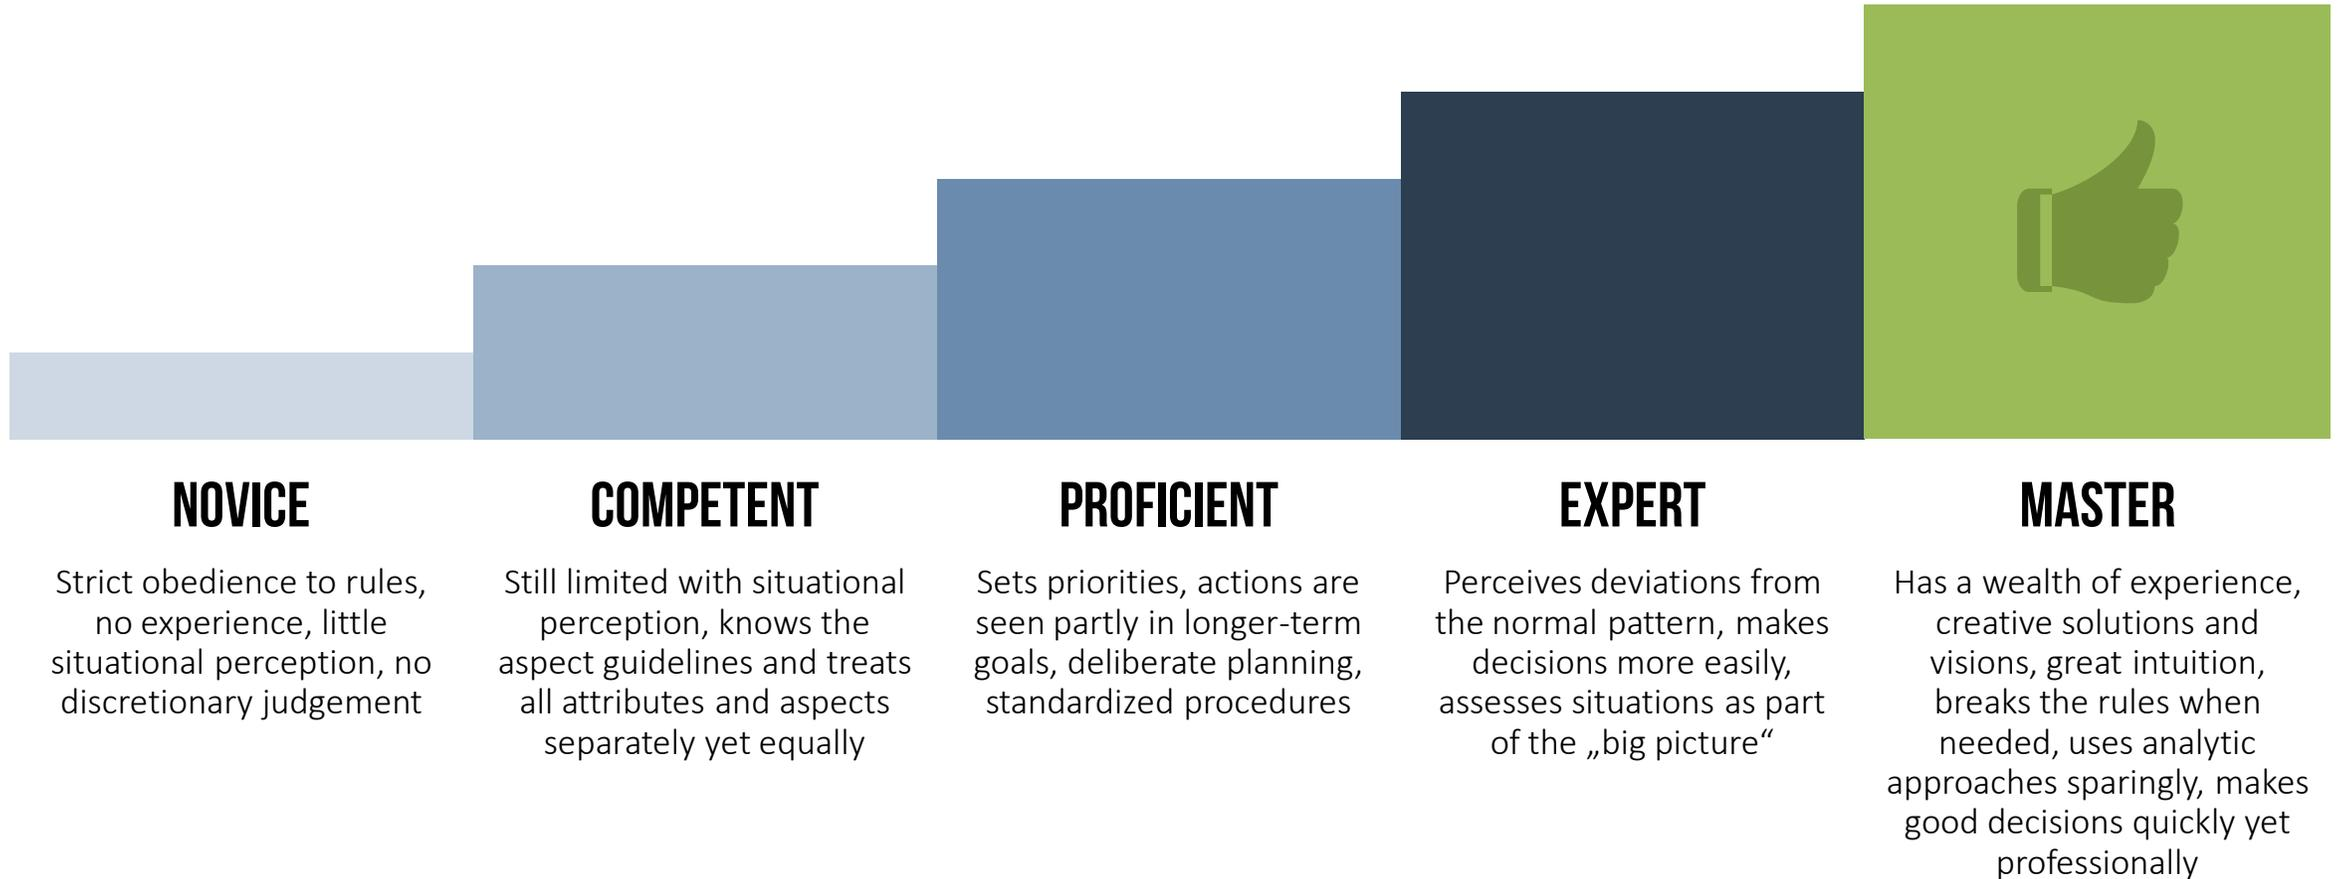 NOVICE
Strict obedience to rules,
no experience, little
situational perception, no
discretionary judgement
COMPETENT
Still limited with situational
perception, knows the
aspect guidelines and treats
all attributes and aspects
separately yet equally
PROFICIENT
Sets priorities, actions are
seen partly in longer-term
goals, deliberate planning,
standardized procedures
EXPERT
Perceives deviations from
the normal pattern, makes
decisions more easily,
assesses situations as part
of the „big picture“
MASTER
Has a wealth of experience,
creative solutions and
visions, great intuition,
breaks the rules when
needed, uses analytic
approaches sparingly, makes
good decisions quickly yet
professionally